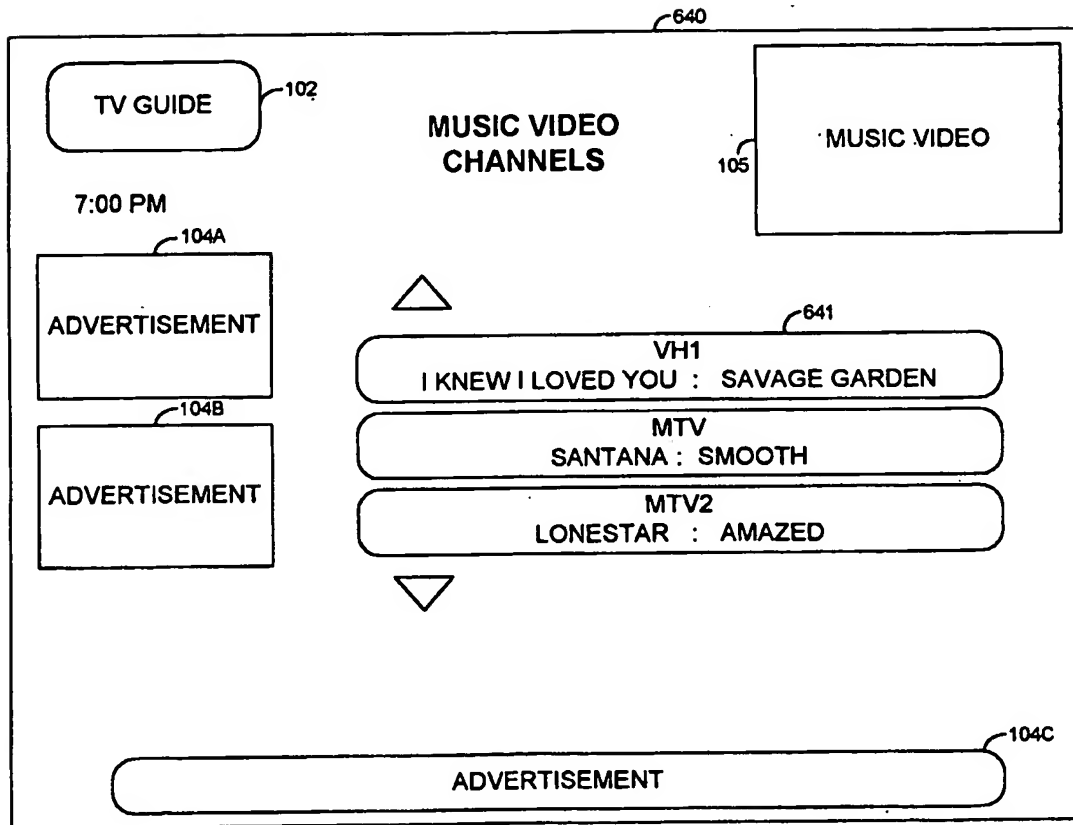 640
TV GUIDE
102
MUSIC VIDEO
CHANNELS
105
MUSIC VIDEO
7:00 PM
104A
ADVERTISEMENT
641
VH1
I KNEW I LOVED YOU : SAVAGE GARDEN
104B
ADVERTISEMENT
MTV
SANTANA : SMOOTH
MTV2
LONESTAR : AMAZED
104C
ADVERTISEMENT